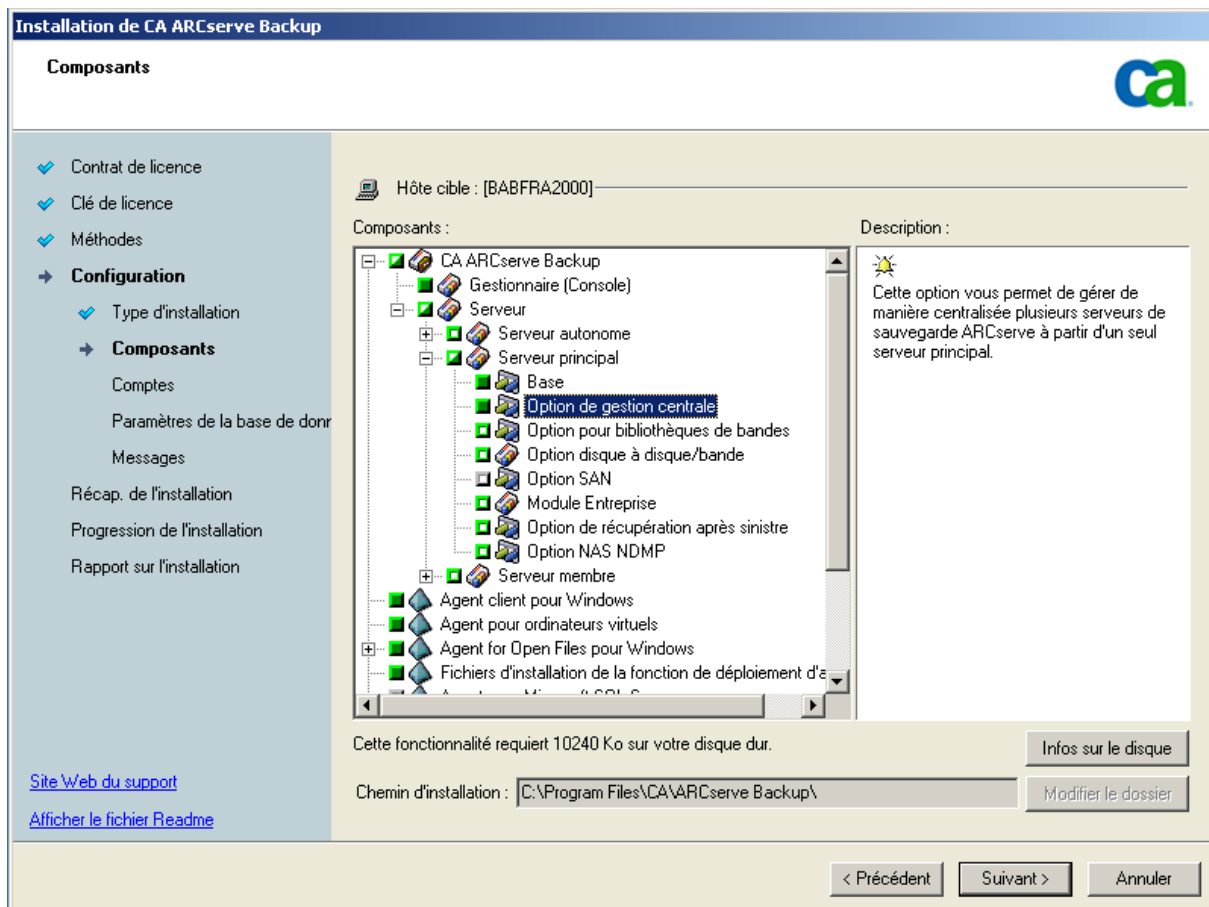 Installation de CA ARCserve Backup
Composants
ca
Contrat de licence
Clé de licence
Méthodes
Configuration
Type d'installation
Composants
Comptes
Paramètres de la base de donr
Messages
Récap. de l'installation
Progression de l'installation
Rapport sur l'installation
Site Web du support
Afficher le fichier Readme
Hôte cible : [BABFRA2000]
Composants :
CA ARCserve Backup
Gestionnaire (Console)
Serveur
Serveur autonome
Serveur principal
Base
Option de gestion centrale
Option pour bibliothèques de bandes
Option disque à disque/bande
Option SAN
Module Entreprise
Option de récupération après sinistre
Option NAS NDMP
Serveur membre
Agent client pour Windows
Agent pour ordinateurs virtuels
Agent for Open Files pour Windows
Fichiers d'installation de la fonction de déploiement d'a
Description :
Cette option vous permet de gérer de
manière centralisée plusieurs serveurs de
sauvegarde ARCserve à partir d'un seul
serveur principal.
Cette fonctionnalité requiert 10240 Ko sur votre disque dur.
Infos sur le disque
Chemin d'installation : C:\Program Files\CA\ARCserve Backup\
Modifier le dossier
< Précédent
Suivant >
Annuler